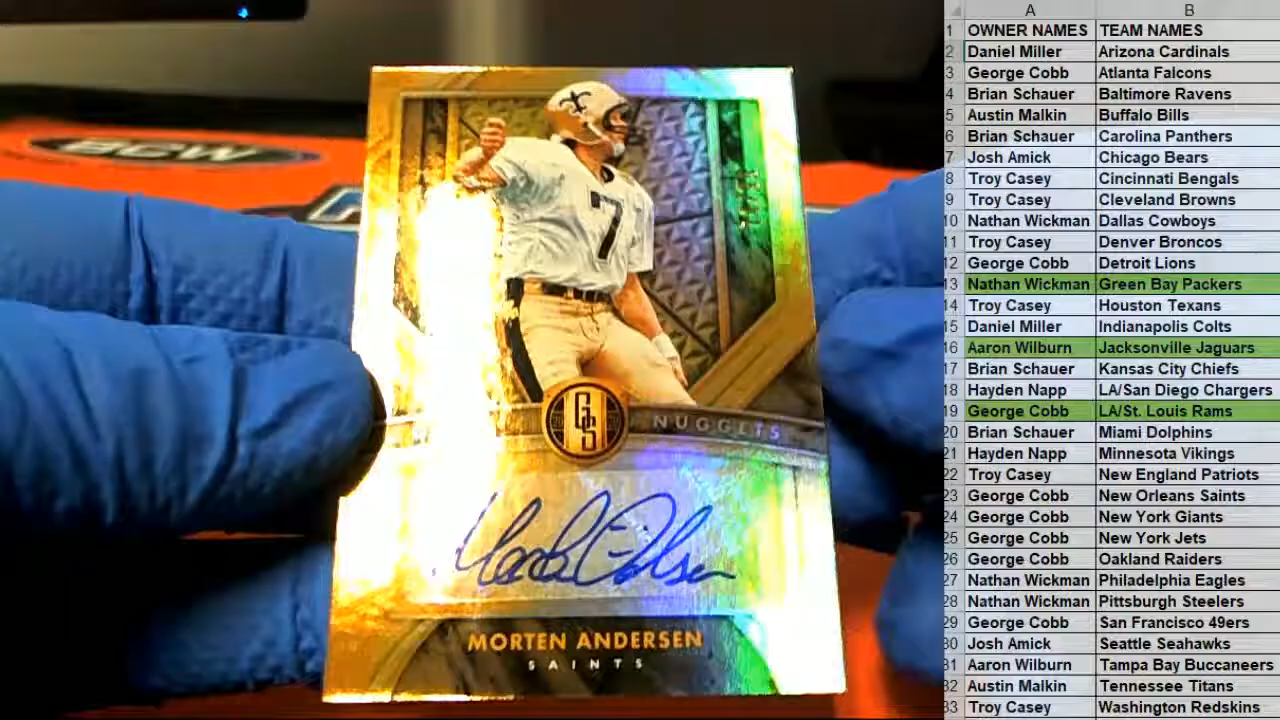 BCW
7
GS
NUGGETS
MORTEN ANDERSEN
SAINTS
A B
1 OWNER NAMES TEAM NAMES
2 Daniel Miller Arizona Cardinals
3 George Cobb Atlanta Falcons
4 Brian Schauer Baltimore Ravens
5 Austin Malkin Buffalo Bills
6 Brian Schauer Carolina Panthers
7 Josh Amick Chicago Bears
8 Troy Casey Cincinnati Bengals
9 Troy Casey Cleveland Browns
10 Nathan Wickman Dallas Cowboys
11 Troy Casey Denver Broncos
12 George Cobb Detroit Lions
13 Nathan Wickman Green Bay Packers
14 Troy Casey Houston Texans
15 Daniel Miller Indianapolis Colts
16 Aaron Wilburn Jacksonville Jaguars
17 Brian Schauer Kansas City Chiefs
18 Hayden Napp LA/San Diego Chargers
19 George Cobb LA/St. Louis Rams
20 Brian Schauer Miami Dolphins
21 Hayden Napp Minnesota Vikings
22 Troy Casey New England Patriots
23 George Cobb New Orleans Saints
24 George Cobb New York Giants
25 George Cobb New York Jets
26 George Cobb Oakland Raiders
27 Nathan Wickman Philadelphia Eagles
28 Nathan Wickman Pittsburgh Steelers
29 George Cobb San Francisco 49ers
30 Josh Amick Seattle Seahawks
31 Aaron Wilburn Tampa Bay Buccaneers
32 Austin Malkin Tennessee Titans
33 Troy Casey Washington Redskins